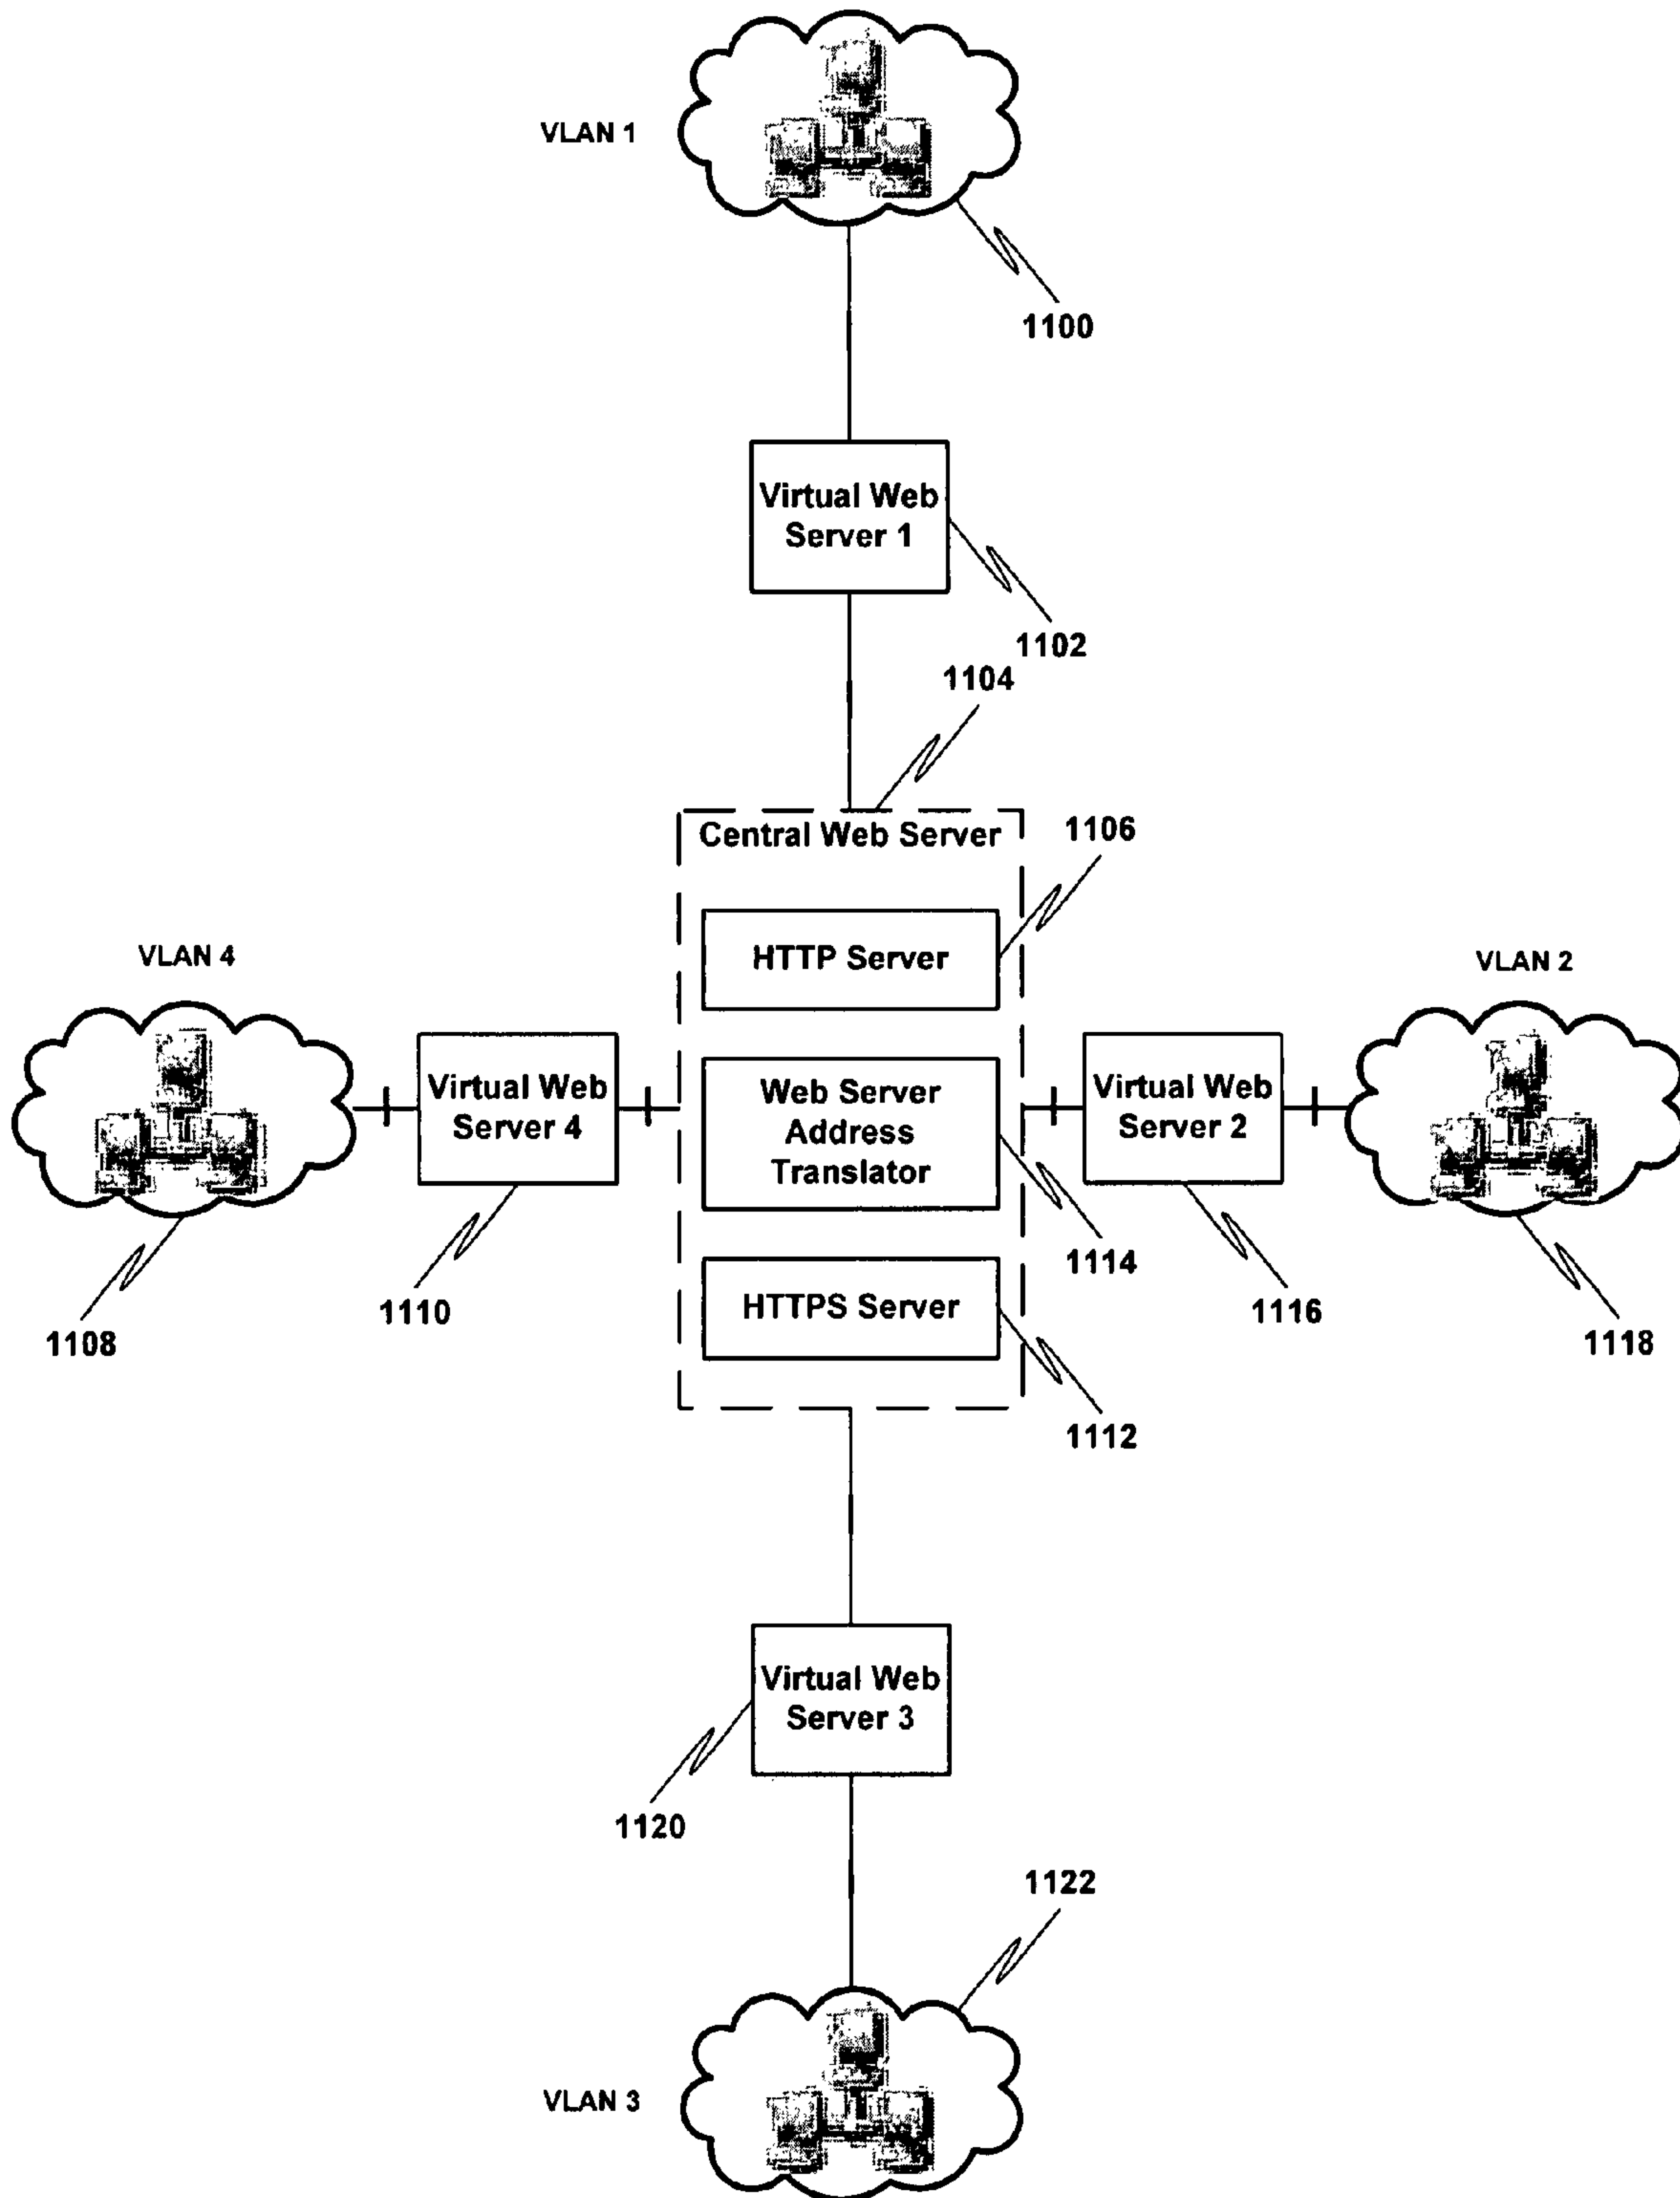 VLAN 1
1100
Virtual Web
Server 1
1102
1104
Central Web Server
1106
HTTP Server
VLAN 4
VLAN 2
Virtual Web
Server 4
Web Server
Address
Translator
Virtual Web
Server 2
1114
HTTPS Server
1108
1110
1116
1118
1112
Virtual Web
Server 3
1120
1122
VLAN 3